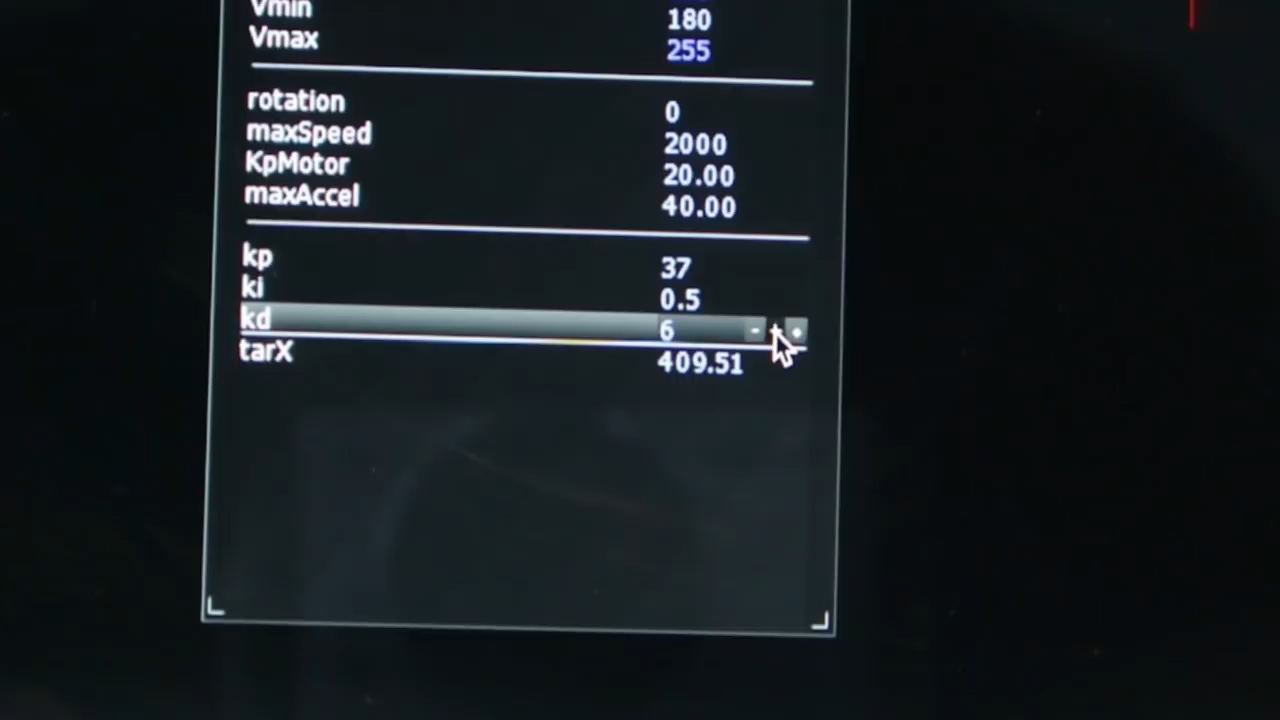 Vmin 180
Vmax 255
rotation 0
maxSpeed 2000
KpMotor 20.00
maxAccel 40.00
kp 37
ki 0.5
kd 6 - +
tarX 409.51